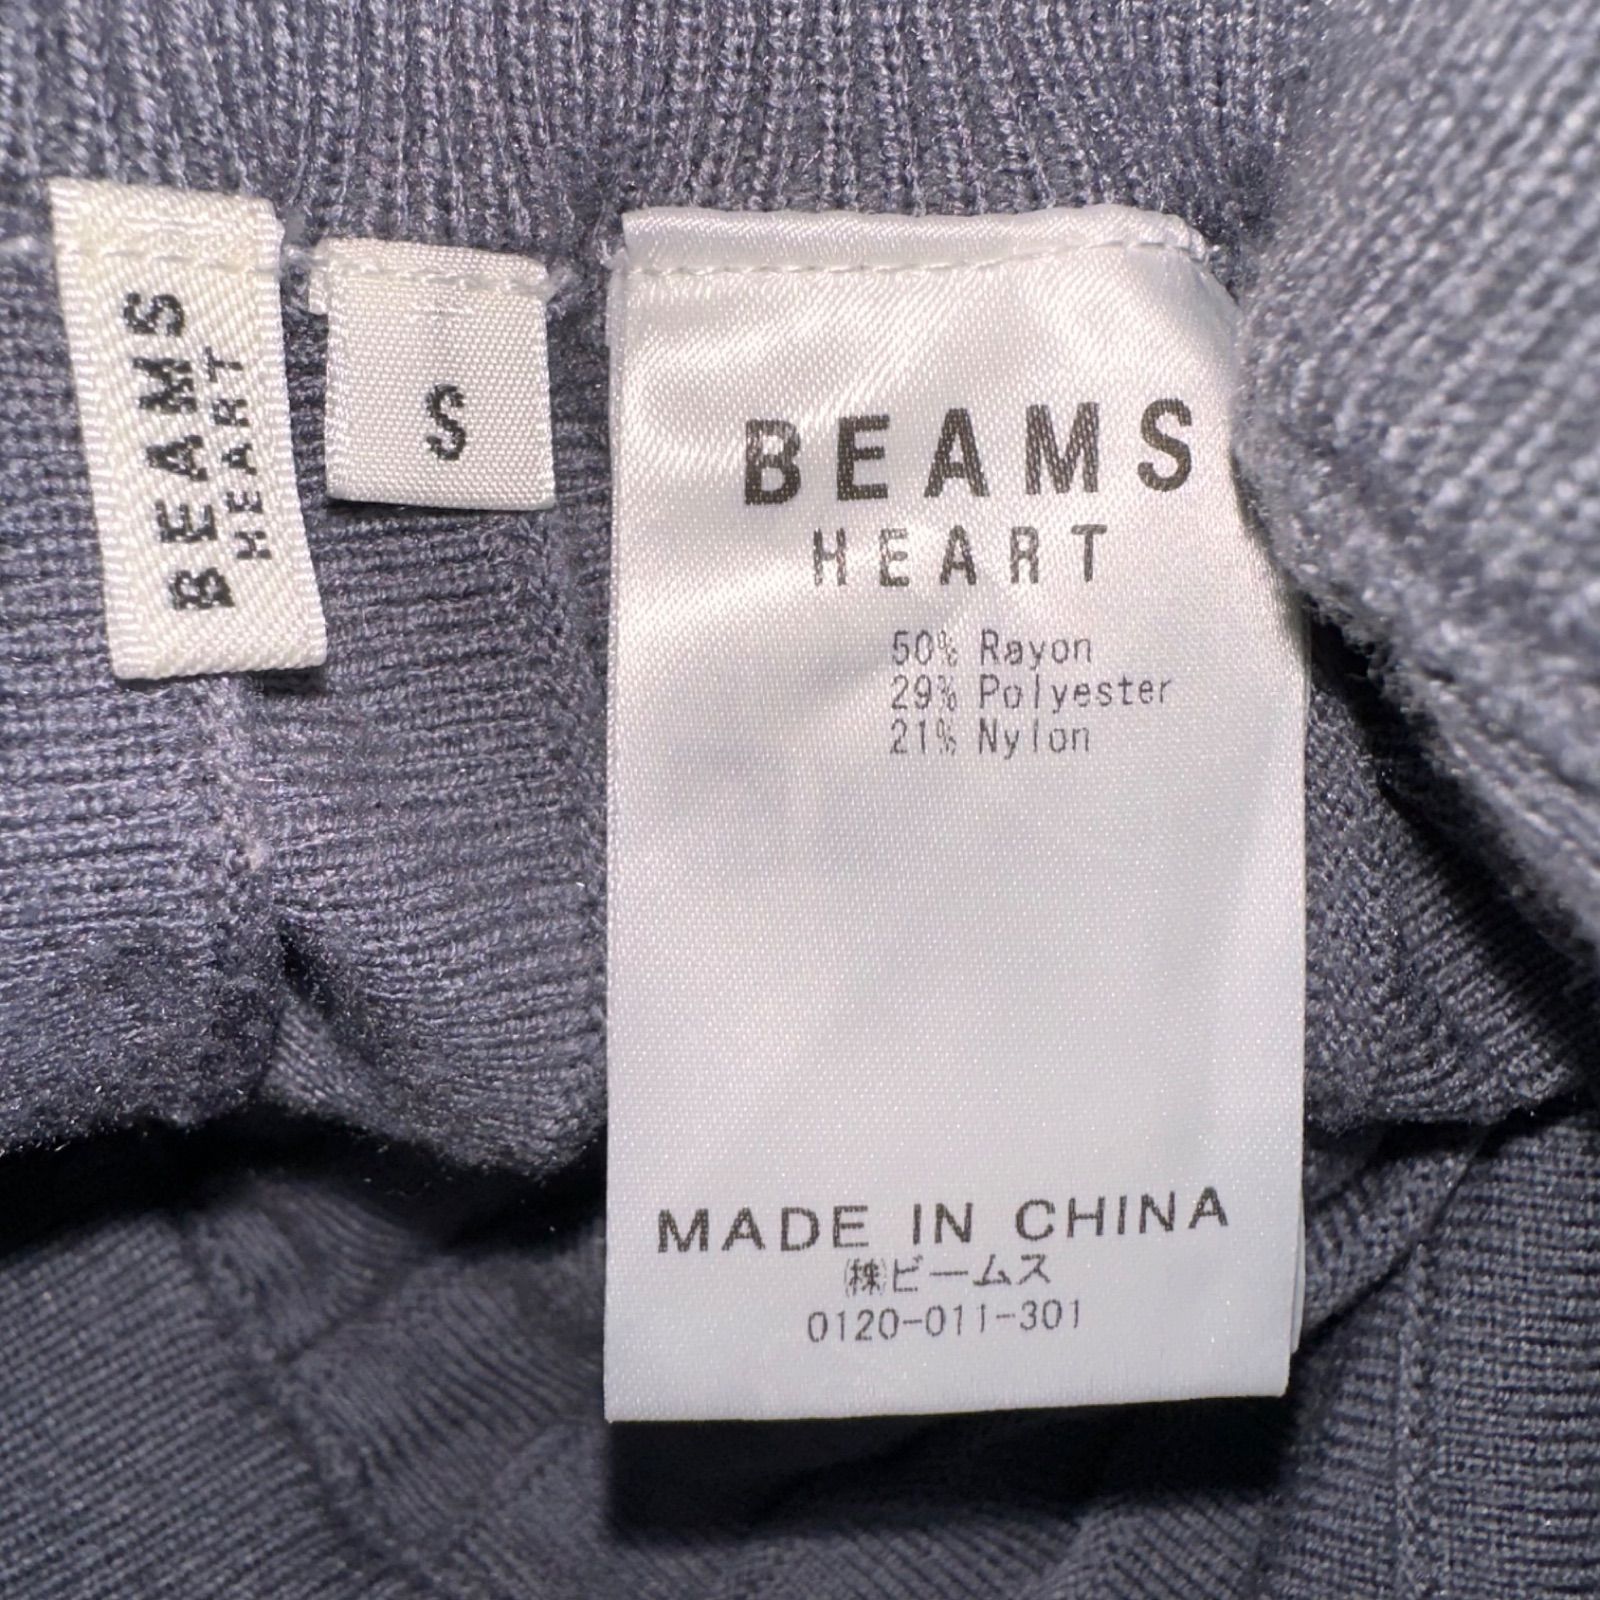 BEAMS
HEART
S
BEAMS
HEART
50% Rayon
29% Polyester
21% Nylon
MADE IN CHINA
㈱ビームス
0120-011-301